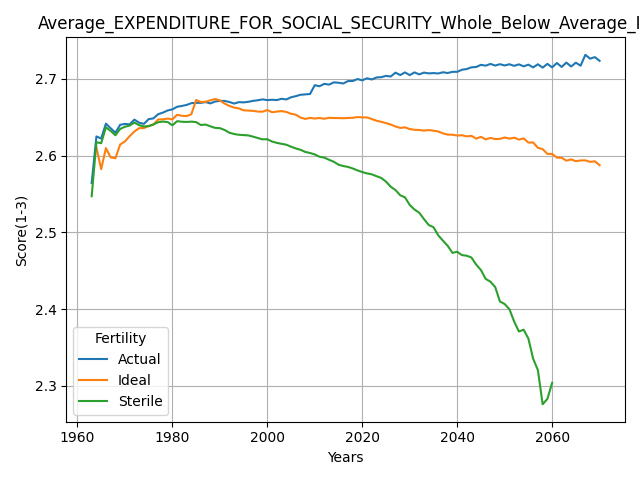 Average_EXPENDITURE_FOR_SOCIAL_SECURITY_Whole_Below_Average_I
Score(1-3)
2.7
2.6
2.5
2.4
2.3
Fertility
Actual
Ideal
Sterile
1960 1980 2000 2020 2040 2060
Years